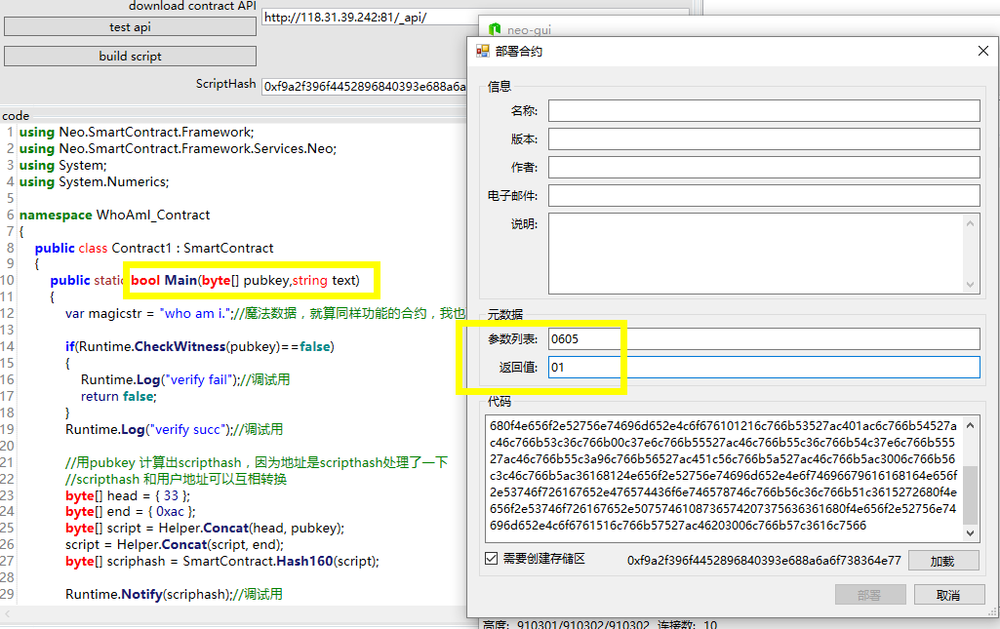 download contract API
http://118.31.39.242:81/_api/
test api
build script
ScriptHash
0xf9a2f396f4452896840393e688a6a
code
1 using Neo.SmartContract.Framework;
2 using Neo.SmartContract.Framework.Services.Neo;
3 using System;
4 using System.Numerics;
5
6 namespace WhoAmI_Contract
7 {
8 public class Contract1 : SmartContract
9 {
10 public static bool Main(byte[] pubkey,string text)
11 {
12 var magicstr = "who am i.";//魔法数据，就算同样功能的合约，我也
13
14 if(Runtime.CheckWitness(pubkey)==false)
15 {
16 Runtime.Log("verify fail");//调试用
17 return false;
18 }
19 Runtime.Log("verify succ");//调试用
20
21 //用pubkey 计算出scripthash，因为地址是scripthash处理了一下
22 //scripthash 和用户地址可以互相转换
23 byte[] head = { 33 };
24 byte[] end = { 0xac };
25 byte[] script = Helper.Concat(head, pubkey);
26 script = Helper.Concat(script, end);
27 byte[] scriphash = SmartContract.Hash160(script);
28
29 Runtime.Notify(scriphash);//调试用
neo-gui
部署合约
信息
名称:
版本:
作者:
电子邮件:
说明:
元数据
参数列表: 0605
返回值: 01
代码
680f4e656f2e52756e74696d652e4c6f676101216c766b53527ac401ac6c766b54527a
c46c766b53c36c766b00c37e6c766b55527ac46c766b55c36c766b54c37e6c766b555
27ac46c766b55c3a96c766b56527ac451c56c766b5a527ac46c766b5ac3006c766b56
c3c46c766b5ac36168124e656f2e52756e74696d652e4e6f74696679616168164e656f
2e53746f726167652e476574436f6e746578746c766b56c36c766b51c3615272680f4e
656f2e53746f726167652e50757461087365742073756363616​80f4e656f2e52756e74
696d652e4c6f6761516c766b57527ac46203006c766b57c3616c7566
需要创建存储区
0xf9a2f396f4452896840393e688a6a6f738364e77
加载
部署
取消
高度: 910301/910302/910302 连接数: 10